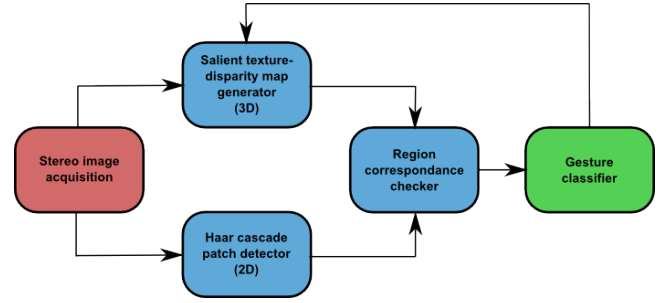 Salient texture-
disparity map
generator
(3D)
Stereo image
acquisition
Region
correspondance
checker
Gesture
classifier
Haar cascade
patch detector
(2D)